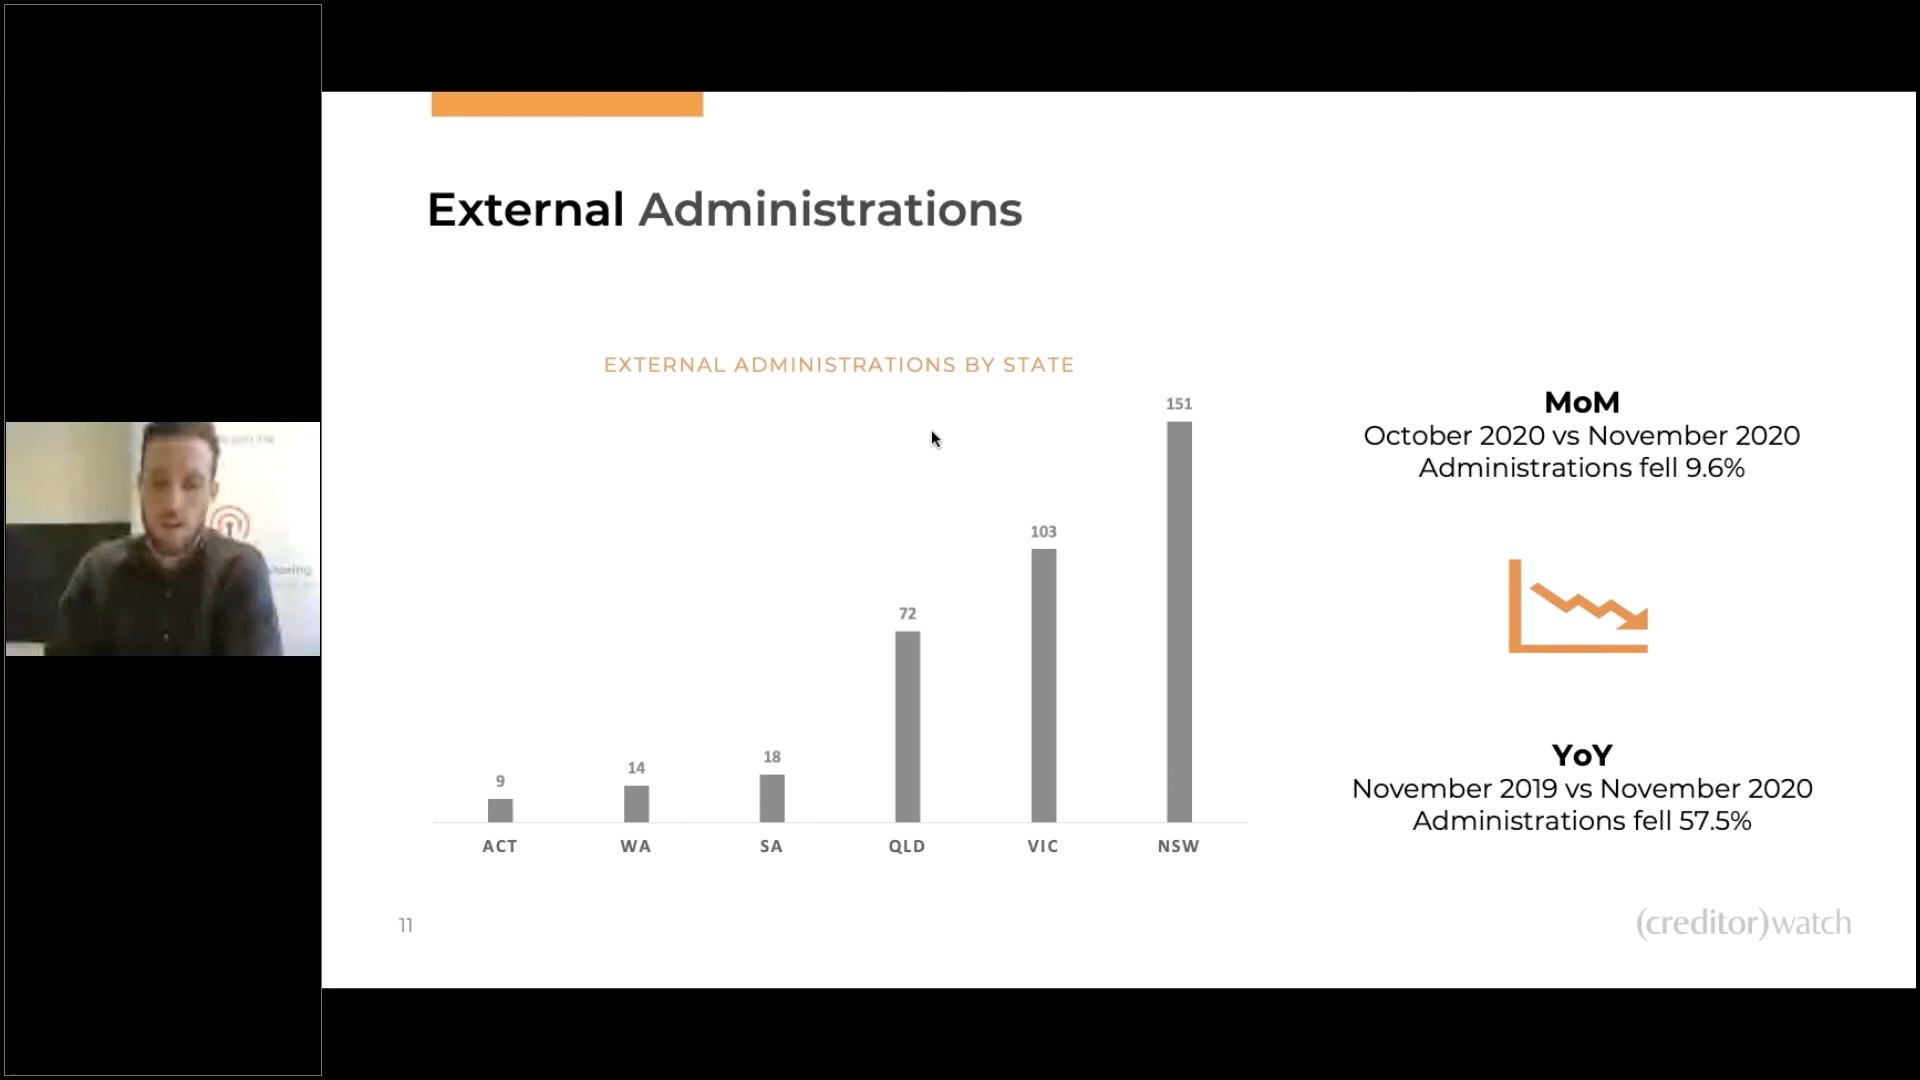 External Administrations
EXTERNAL ADMINISTRATIONS BY STATE
151
103
72
18
14
9
ACT WA SA QLD VIC NSW
MoM
October 2020 vs November 2020
Administrations fell 9.6%
YoY
November 2019 vs November 2020
Administrations fell 57.5%
11
(creditor)watch